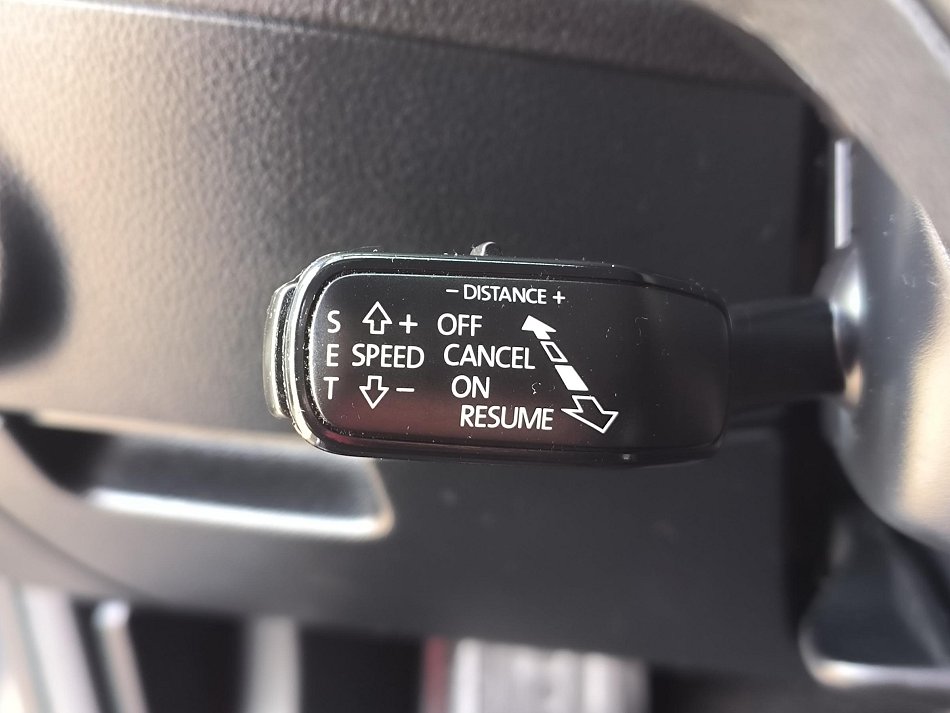 - DISTANCE +
S + OFF
E SPEED CANCEL
T - ON
RESUME